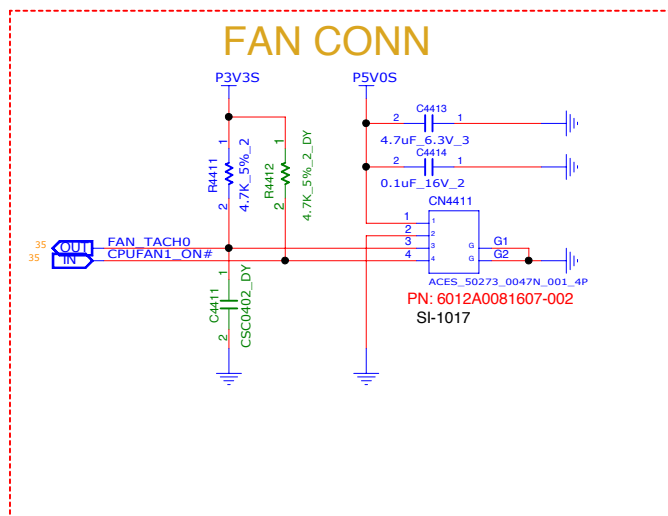 FAN CONN
P3V3S
P5V0S
2 C4413 1
4.7uF_6.3V_3
2 C4414 1
0.1uF_16V_2
1
R4411
4.7K_5%_2
2
1
R4412
4.7K_5%_2_DY
2
CN4411
1 1
2 2
3 3 G G1
4 4 G G2
35 OUT FAN_TACH0
35 IN CPUFAN1_ON#
ACES_50273_0047N_001_4P
PN: 6012A0081607-002
SI-1017
1
C4411
CSC0402_DY
2